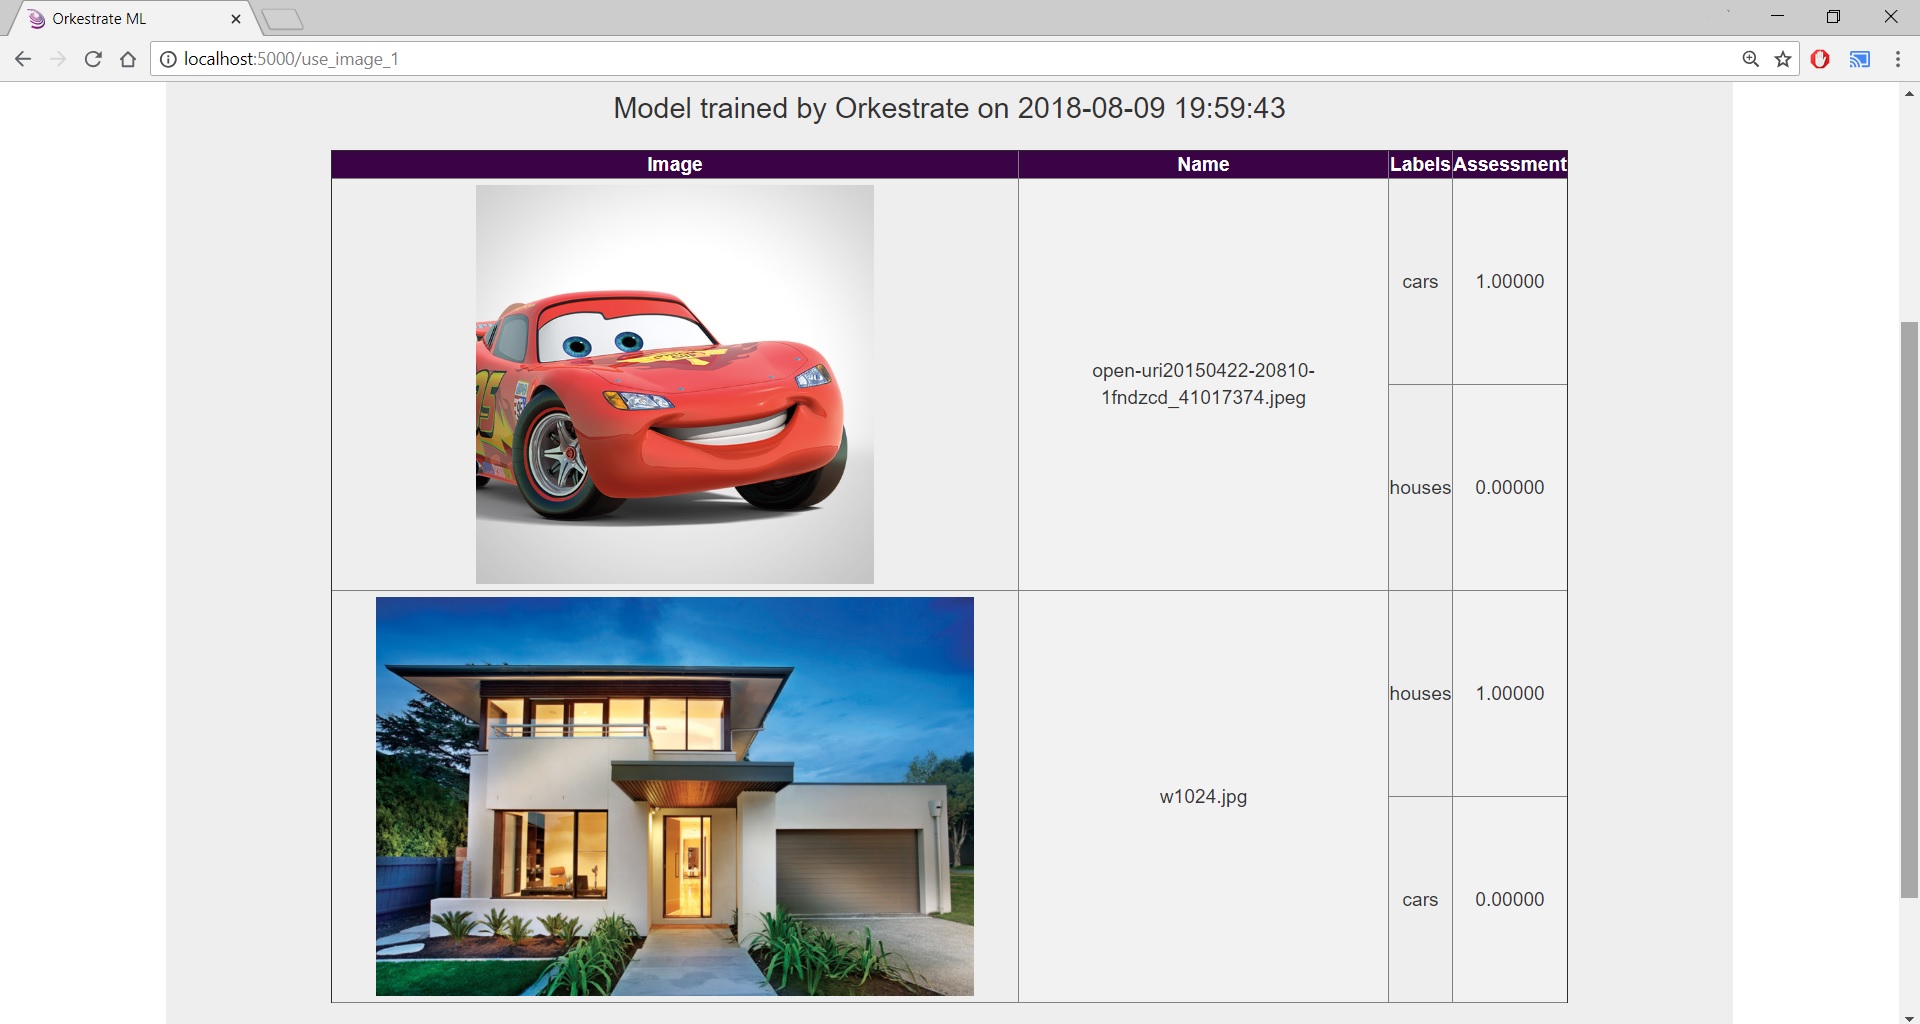 Orkestrate ML
localhost:5000/use_image_1
Model trained by Orkestrate on 2018-08-09 19:59:43
Image Name Labels Assessment
cars 1.00000
open-uri20150422-20810-
1fndzcd_41017374.jpeg
houses 0.00000
95
houses 1.00000
w1024.jpg
cars 0.00000